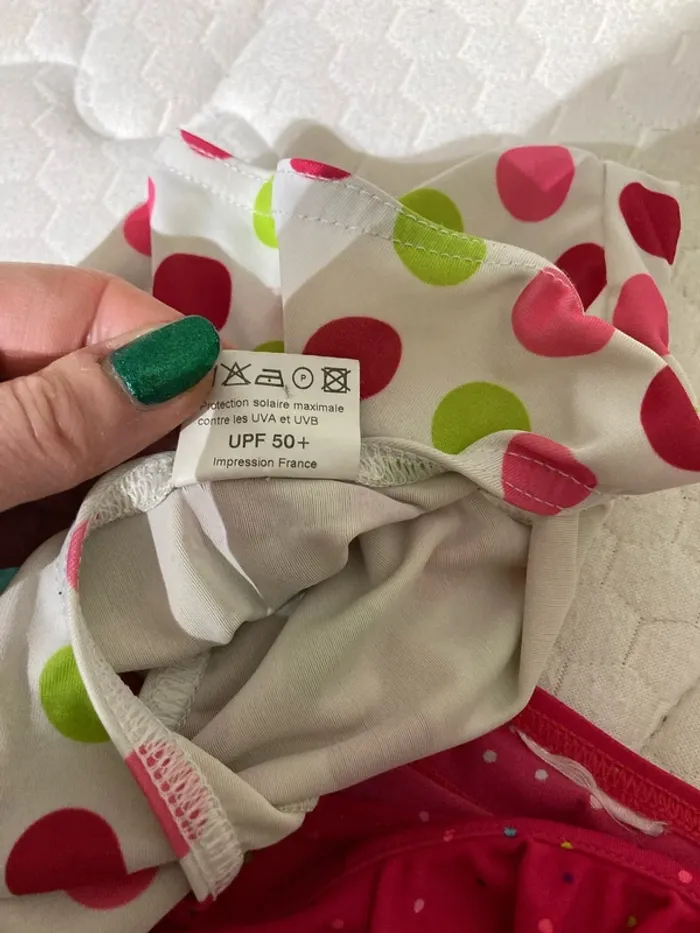 P
Protection solaire maximale
contre les UVA et UVB
UPF 50+
Impression France